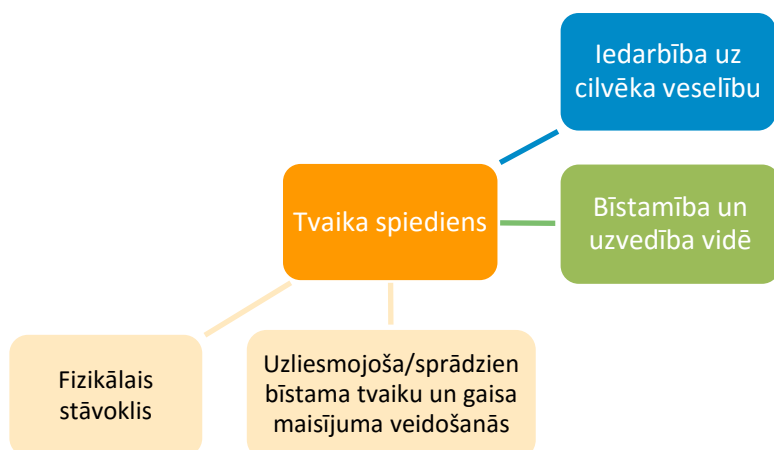 Iedarbība uz
cilvēka veselību
Tvaika spiediens
Bīstamība un
uzvedība vidē
Fizikālais
stāvoklis
Uzliesmojoša/sprādzien
bīstama tvaiku un gaisa
maisījuma veidošanās